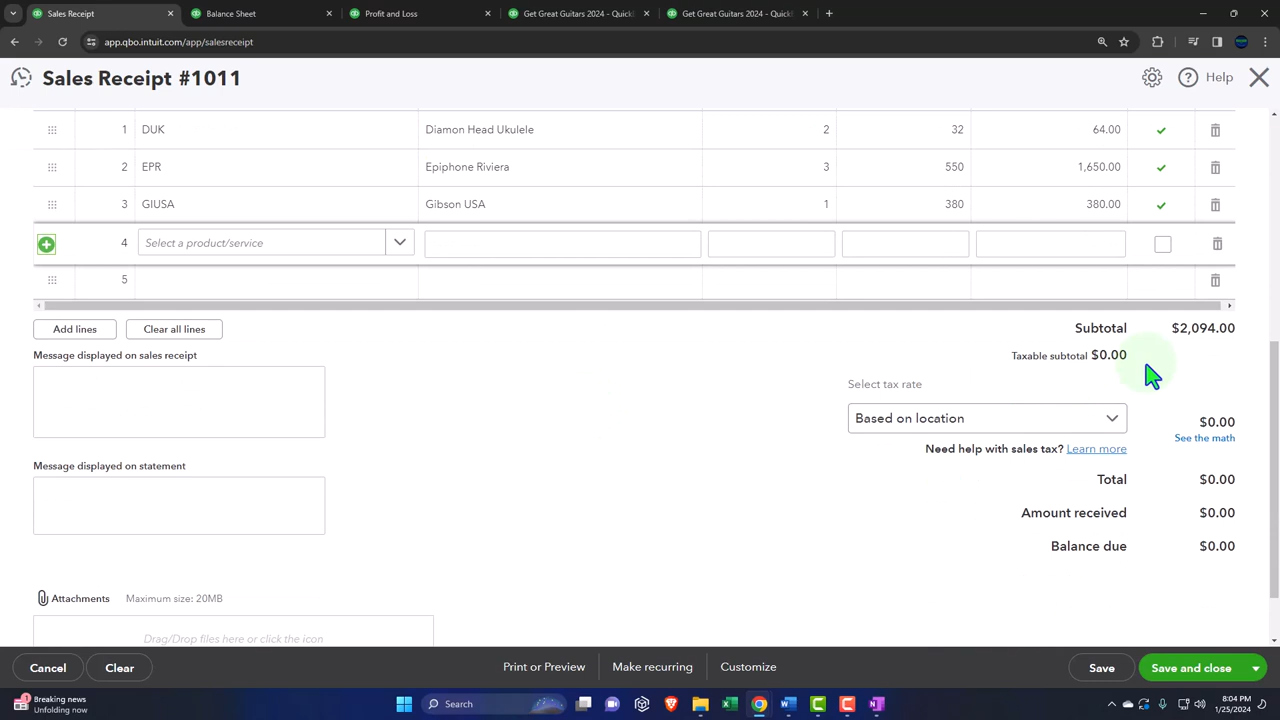 Sales Receipt
Balance Sheet
Profit and Loss
Get Great Guitars 2024 – Quick
Get Great Guitars 2024 – Quick
app.qbo.intuit.com/app/salesreceipt
Sales Receipt #1011
Help
1 DUK Diamon Head Ukulele 2 32 64.00
2 EPR Epiphone Riviera 3 550 1,650.00
3 GIUSA Gibson USA 1 380 380.00
4 Select a product/service
5
Add lines
Clear all lines
Subtotal $2,094.00
Message displayed on sales receipt
Taxable subtotal $0.00
Select tax rate
Based on location
$0.00
See the math
Need help with sales tax? Learn more
Message displayed on statement
Total $0.00
Amount received $0.00
Balance due $0.00
Attachments Maximum size: 20MB
Drag/Drop files here or click the icon
Cancel
Clear
Print or Preview
Make recurring
Customize
Save
Save and close
1
Breaking news
Unfolding now
Search
8:04 PM
1/25/2024